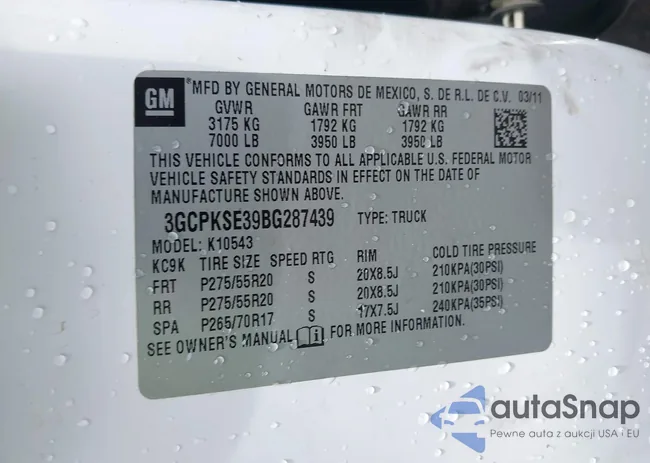 GM
MFD BY GENERAL MOTORS DE MEXICO, S. DE R.L. DE C.V. 03/11
GVWR GAWR FRT GAWR RR
3175 KG 1792 KG 1792 KG
7000 LB 3950 LB 3950 LB
THIS VEHICLE CONFORMS TO ALL APPLICABLE U.S. FEDERAL MOTOR
VEHICLE SAFETY STANDARDS IN EFFECT ON THE DATE OF
MANUFACTURE SHOWN ABOVE.
3GCPKSE39BG287439 TYPE: TRUCK
MODEL: K10543
KC9K TIRE SIZE SPEED RTG RIM COLD TIRE PRESSURE
FRT P275/55R20 S 20X8.5J 210KPA(30PSI)
RR P275/55R20 S 20X8.5J 210KPA(30PSI)
SPA P265/70R17 S 17X7.5J 240KPA(35PSI)
SEE OWNER'S MANUAL i FOR MORE INFORMATION.
autaSnap
Pewne auta z aukcji USA i EU